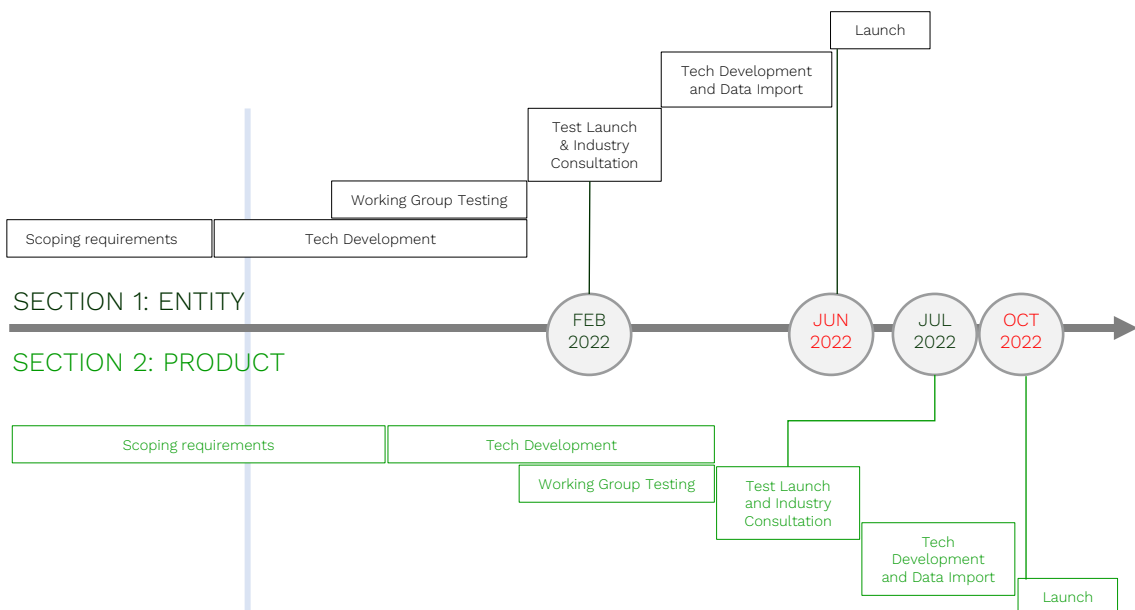 Launch
Tech Development
and Data Import
Test Launch
& Industry
Consultation
Working Group Testing
Scoping requirements
Tech Development
SECTION 1: ENTITY
FEB
2022
JUN
2022
JUL
2022
OCT
2022
SECTION 2: PRODUCT
Scoping requirements
Tech Development
Working Group Testing
Test Launch
and Industry
Consultation
Tech
Development
and Data Import
Launch